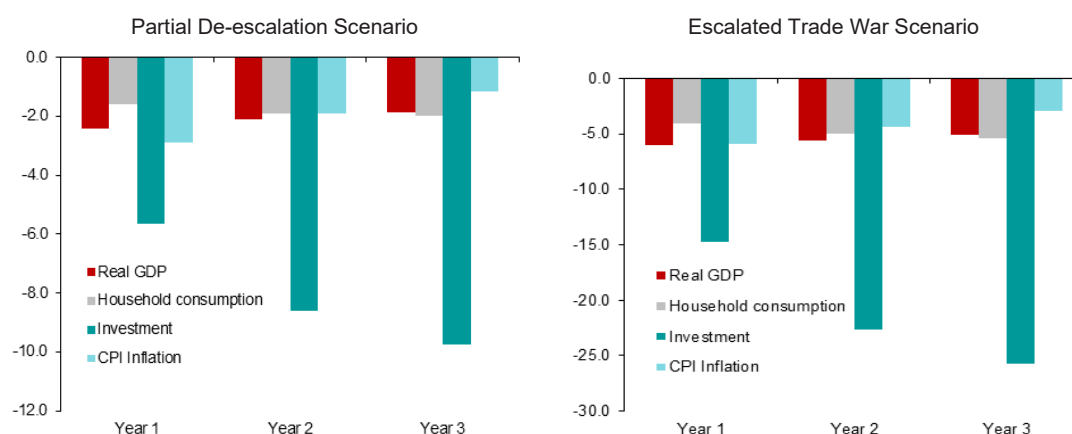 Partial De-escalation Scenario
0.0
-2.0
-4.0
-6.0
-8.0
-10.0
-12.0
Real GDP
Household consumption
Investment
CPI Inflation
Year 1
Year 2
Year 3
Escalated Trade War Scenario
0.0
-5.0
-10.0
-15.0
-20.0
-25.0
-30.0
Real GDP
Household consumption
Investment
CPI Inflation
Year 1
Year 2
Year 3